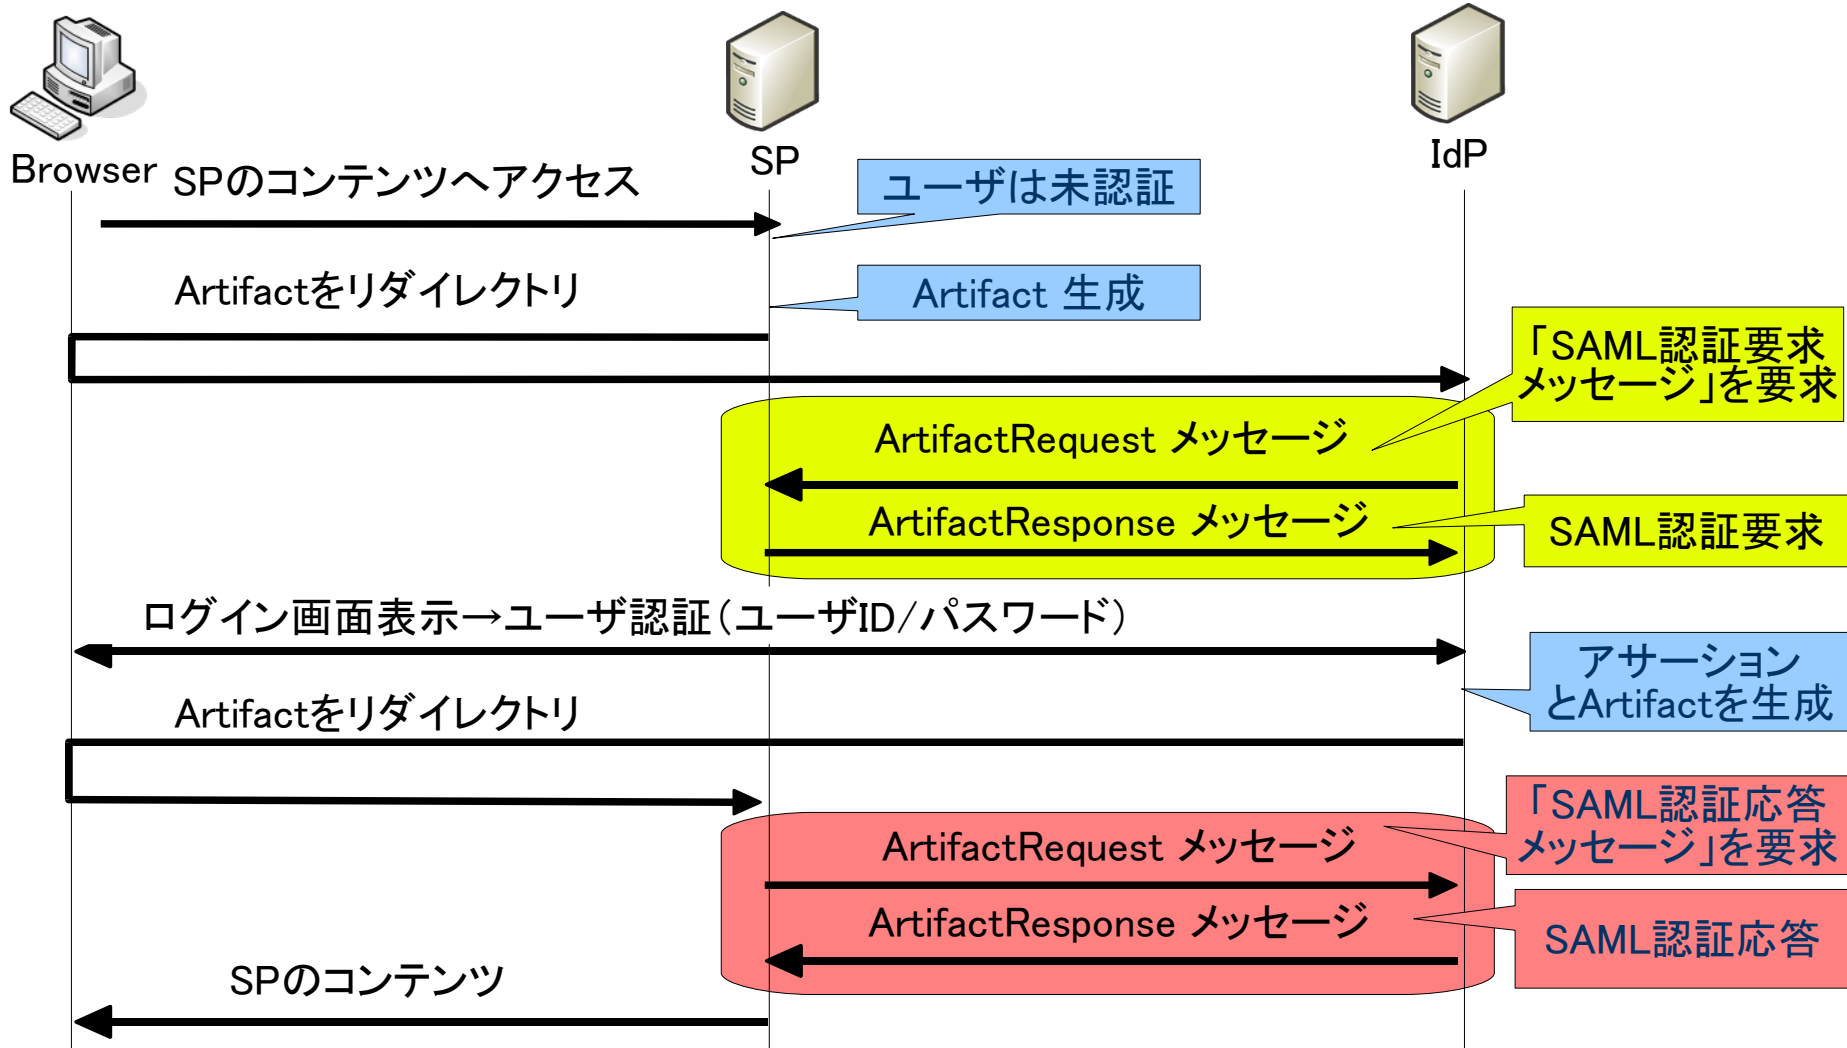 Browser
SP
IdP
SPのコンテンツへアクセス
ユーザは未認証
Artifactをリダイレクトリ
Artifact 生成
「SAML認証要求
メッセージ」を要求
ArtifactRequest メッセージ
ArtifactResponse メッセージ
SAML認証要求
ログイン画面表示→ユーザ認証(ユーザID/パスワード)
アサーション
とArtifactを生成
Artifactをリダイレクトリ
「SAML認証応答
メッセージ」を要求
ArtifactRequest メッセージ
ArtifactResponse メッセージ
SAML認証応答
SPのコンテンツ